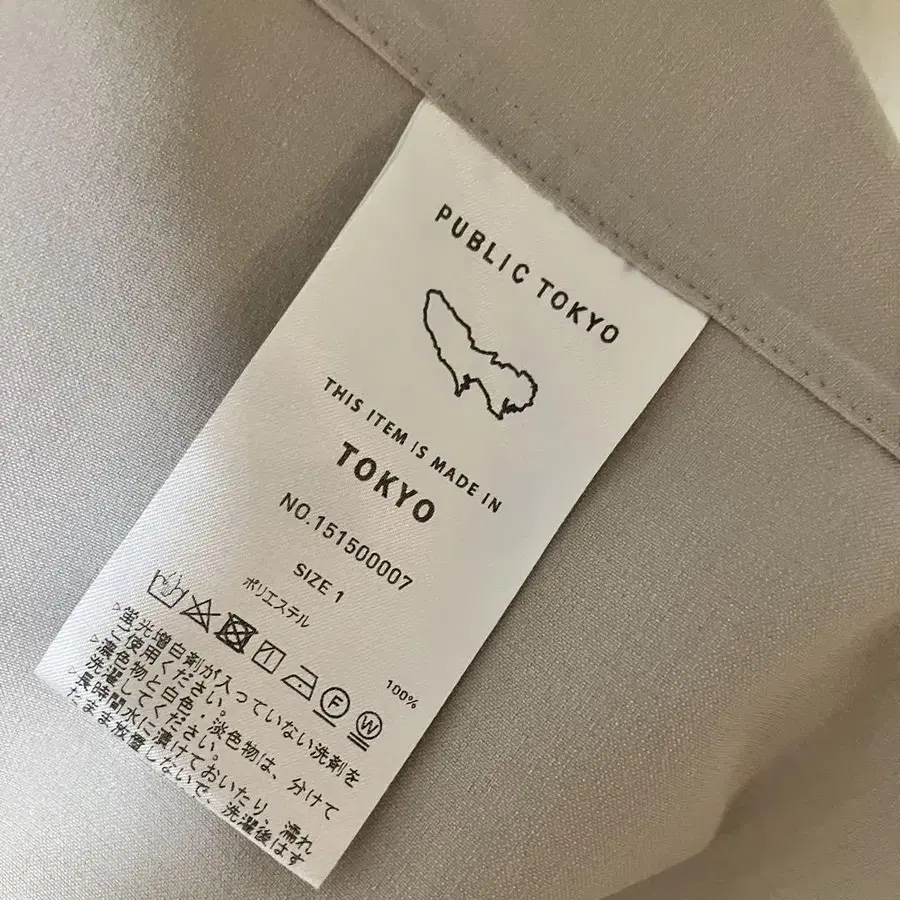 PUBLIC TOKYO
THIS ITEM IS MADE IN
TOKYO
NO.151500007
SIZE 1
ポリエステル 100%
F W
▷蛍光増白剤が入っていない洗剤を
ご使用ください。
▷濃色物と白色・淡色物は、分けて
洗濯してください。
▷長時間水に漬けておいたり、濡れ
たまま放置しないで、洗濯後はす